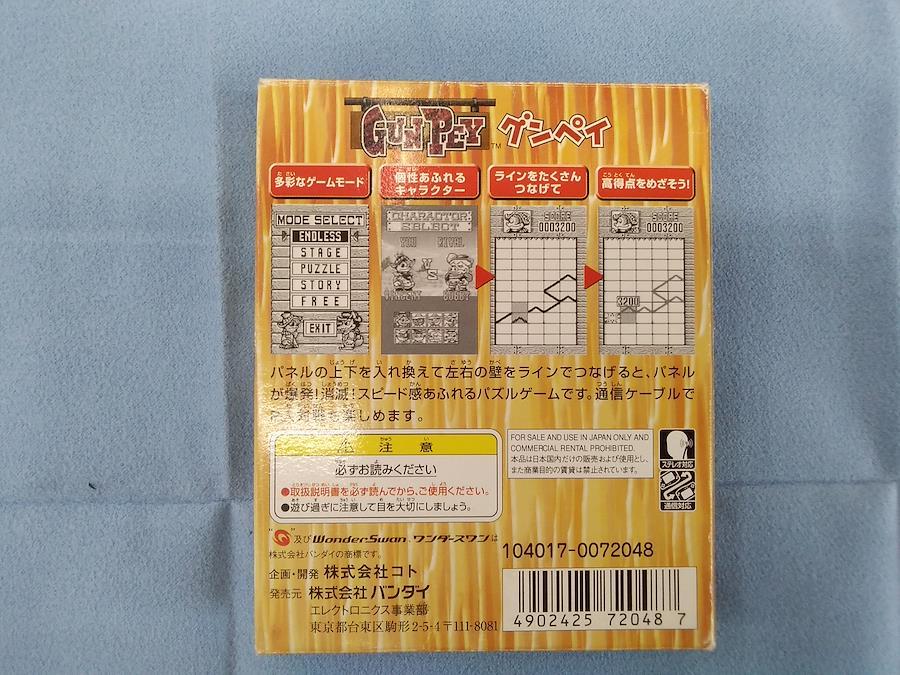 GUNPEY™ グンペイ
多彩なゲームモード
個性あふれる
キャラクター
ラインをたくさん
つなげて
高得点をめざそう!
MODE SELECT
ENDLESS
STAGE
PUZZLE
STORY
FREE
EXIT
CHARACTOR
SELECT
YOU RIVAL
VS
BOBBY
SCORE
0003200
SCORE
0003200
3200
パネルの上下を入れ換えて左右の壁をラインでつなげると、パネル
が爆発!消滅!スピード感あふれるパズルゲームです。通信ケーブルで
楽しめます。
注意
必ずお読みください
●取扱説明書を必ず読んでから、ご使用ください。
●遊び過ぎに注意して目を大切にしましょう。
FOR SALE AND USE IN JAPAN ONLY AND
COMMERCIAL RENTAL PROHIBITED.
本品は日本国内だけの販売および使用とし、
また商業目的の賃貸は禁止されています。
ステレオ対応
通信対応
" "及びWonderSwan、ワンダースワンは
株式会社バンダイの商標です。
企画・開発 株式会社コト
発売元 株式会社バンダイ
エレクトロニクス事業部
東京都台東区駒形2-5-4〒111-8081
104017-0072048
4902425 72048 7